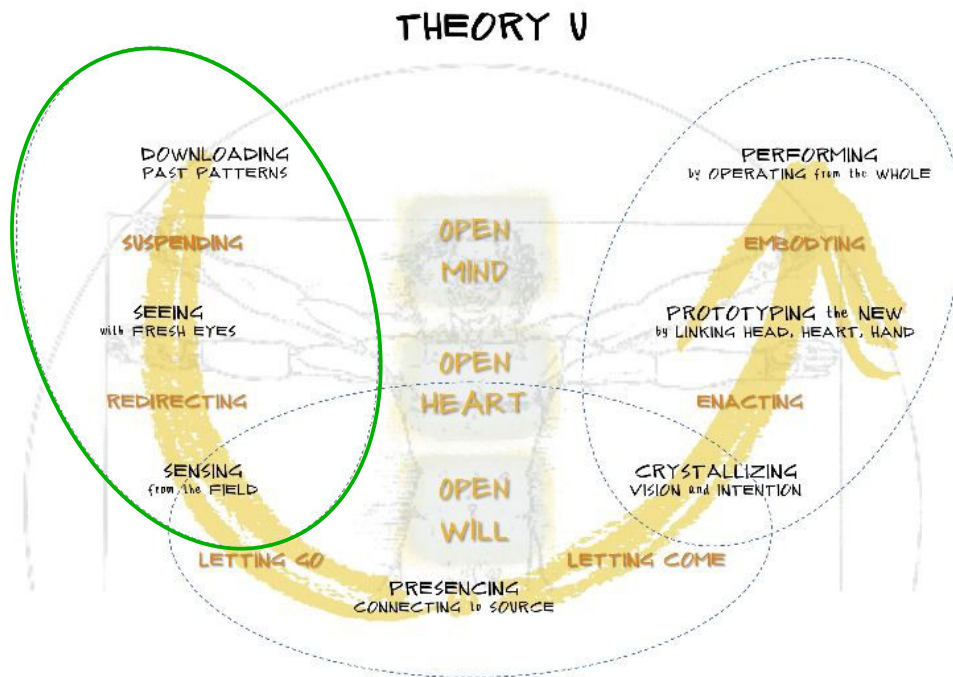 THEORY U
DOWNLOADING
PAST PATTERNS
SUSPENDING
SEEING
with FRESH EYES
REDIRECTING
SENSING
from the FIELD
LETTING GO
OPEN
MIND
OPEN
HEART
OPEN
WILL
PRESENCING
CONNECTING to SOURCE
PERFORMING
by OPERATING from the WHOLE
EMBODYING
PROTOTYPING the NEW
by LINKING HEAD, HEART, HAND
ENACTING
CRYSTALLIZING
VISION and INTENTION
LETTING COME